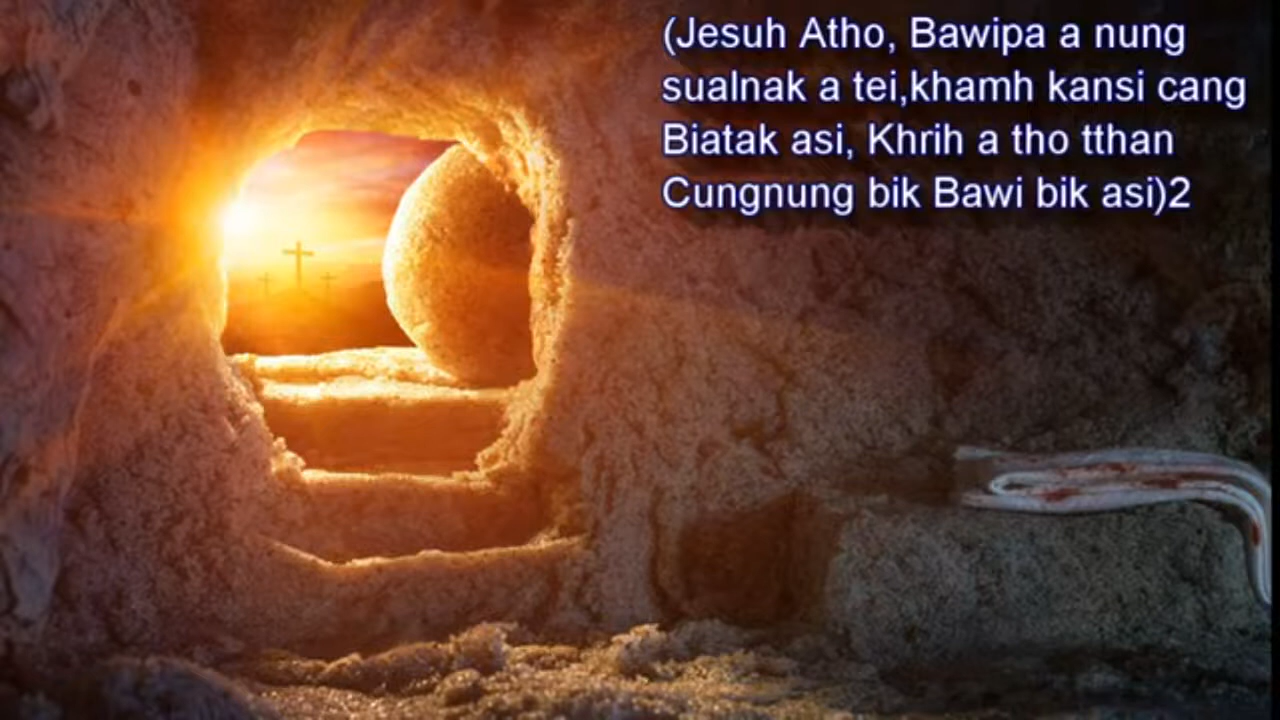 (Jesuh Atho, Bawipa a nung
sualnak a tei,khamh kansi cang
Biatak asi, Khrih a tho tthan
Cungnung bik Bawi bik asi)2